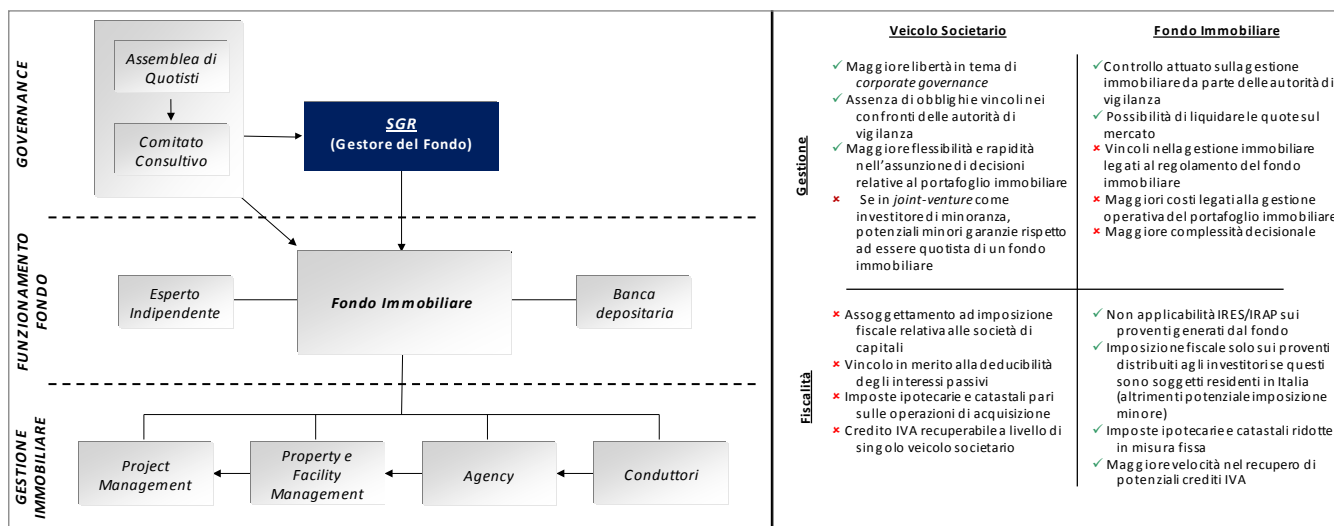 GOVERNANCE
Assemblea di
Quotisti
Comitato
Consultivo
SGR
(Gestore del Fondo)
FUNZIONAMENTO
FONDO
Esperto
Indipendente
Fondo Immobiliare
Banca
depositaria
GESTIONE
IMMOBILIARE
Project
Management
Property e
Facility
Management
Agency
Conduttori
Veicolo Societario
Fondo Immobiliare
Gestione
✓ Maggiore libertà in tema di
corporate governance
✓ Assenza di obblighi e vincoli nei
confronti delle autorità di
vigilanza
✓ Maggiore flessibilità e rapidità
nell'assunzione di decisioni
relative al portafoglio immobiliare
× Se in joint-venture come
investitore di minoranza,
potenziali minori garanzie rispetto
ad essere quotista di un fondo
immobiliare
✓ Controllo attuato sulla gestione
immobiliare da parte delle autorità di
vigilanza
✓ Possibilità di liquidare le quote sul
mercato
× Vincoli nella gestione immobiliare
legati al regolamento del fondo
immobiliare
× Maggiori costi legati alla gestione
operativa del portafoglio immobiliare
× Maggiore complessità decisionale
Fiscalità
× Assoggettamento ad imposizione
fiscale relativa alle società di
capitali
× Vincolo in merito alla deducibilità
degli interessi passivi
× Imposte ipotecarie e catastali pari
sulle operazioni di acquisizione
× Credito IVA recuperabile a livello di
singolo veicolo societario
✓ Non applicabilità IRES/IRAP sui
proventi generati dal fondo
✓ Imposizione fiscale solo sui proventi
distribuiti agli investitori se questi
sono soggetti residenti in Italia
(altrimenti potenziale imposizione
minore)
✓ Imposte ipotecarie e catastali ridotte
in misura fissa
✓ Maggiore velocità nel recupero di
potenziali crediti IVA